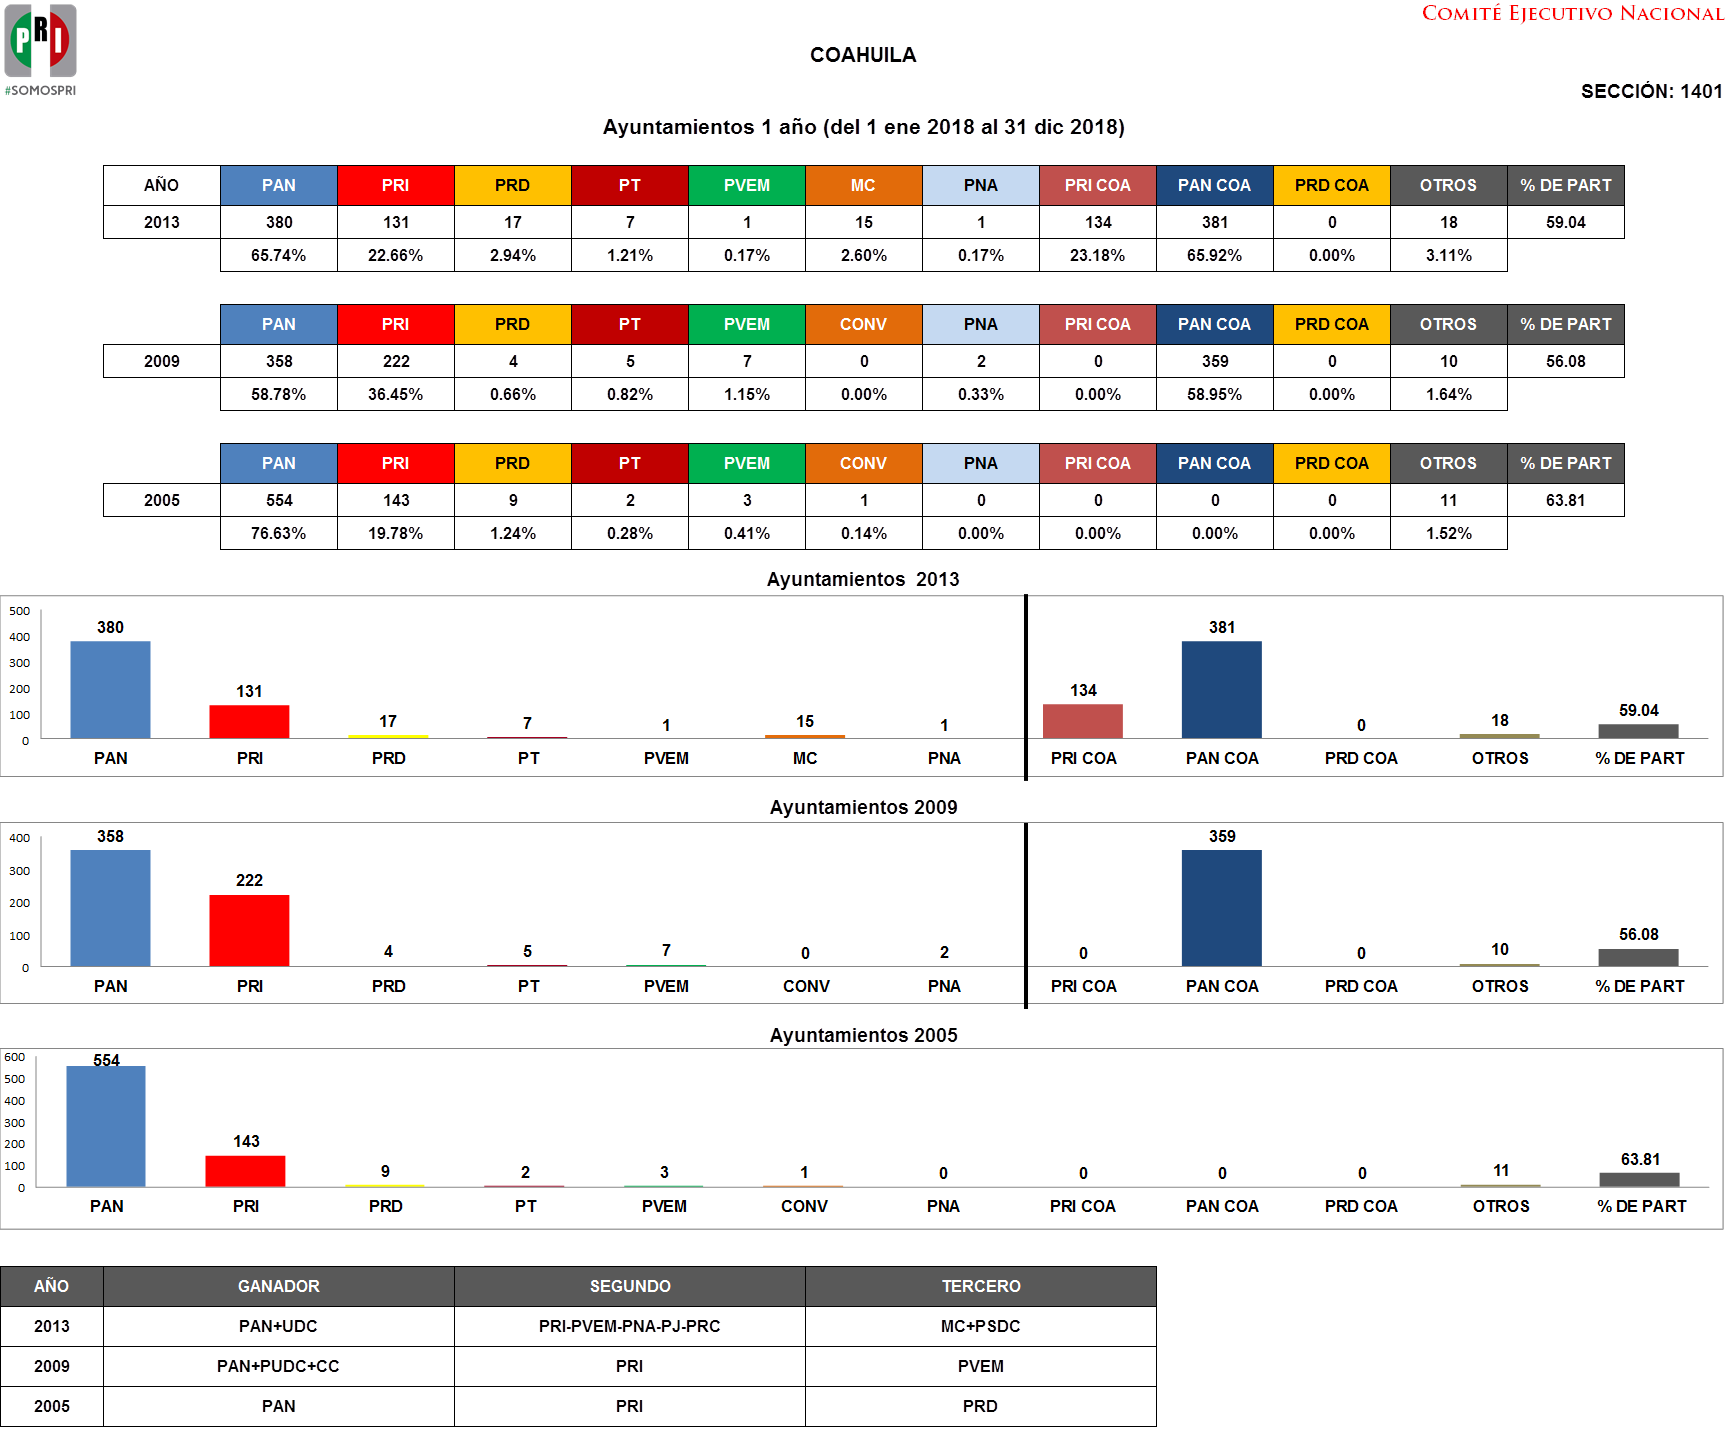 PRI
#SOMOSPRI
COMITÉ EJECUTIVO NACIONAL
COAHUILA
SECCIÓN: 1401
Ayuntamientos 1 año (del 1 ene 2018 al 31 dic 2018)
AÑO PAN PRI PRD PT PVEM MC PNA PRI COA PAN COA PRD COA OTROS % DE PART
2013 380 131 17 7 1 15 1 134 381 0 18 59.04
65.74% 22.66% 2.94% 1.21% 0.17% 2.60% 0.17% 23.18% 65.92% 0.00% 3.11%
PAN PRI PRD PT PVEM CONV PNA PRI COA PAN COA PRD COA OTROS % DE PART
2009 358 222 4 5 7 0 2 0 359 0 10 56.08
58.78% 36.45% 0.66% 0.82% 1.15% 0.00% 0.33% 0.00% 58.95% 0.00% 1.64%
PAN PRI PRD PT PVEM CONV PNA PRI COA PAN COA PRD COA OTROS % DE PART
2005 554 143 9 2 3 1 0 0 0 0 11 63.81
76.63% 19.78% 1.24% 0.28% 0.41% 0.14% 0.00% 0.00% 0.00% 0.00% 1.52%
Ayuntamientos 2013
500
400
300
200
100
0
380 131 17 7 1 15 1 134 381 0 18 59.04
PAN PRI PRD PT PVEM MC PNA PRI COA PAN COA PRD COA OTROS % DE PART
Ayuntamientos 2009
400
300
200
100
0
358 222 4 5 7 0 2 0 359 0 10 56.08
PAN PRI PRD PT PVEM CONV PNA PRI COA PAN COA PRD COA OTROS % DE PART
Ayuntamientos 2005
600
500
400
300
200
100
0
554 143 9 2 3 1 0 0 0 0 11 63.81
PAN PRI PRD PT PVEM CONV PNA PRI COA PAN COA PRD COA OTROS % DE PART
AÑO GANADOR SEGUNDO TERCERO
2013 PAN+UDC PRI-PVEM-PNA-PJ-PRC MC+PSDC
2009 PAN+PUDC+CC PRI PVEM
2005 PAN PRI PRD